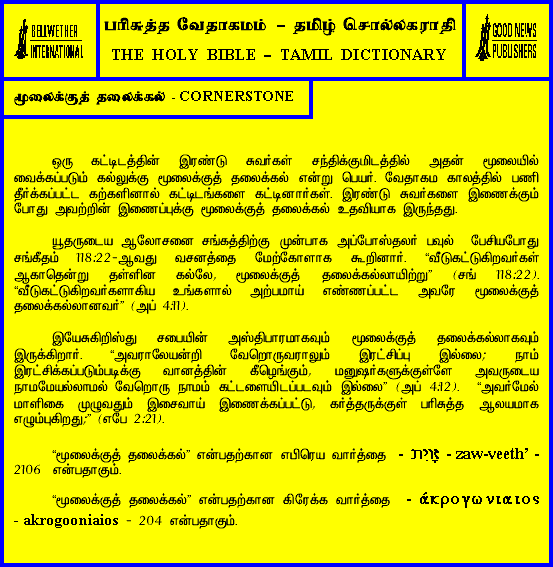 BELLWETHER
INTERNATIONAL
பரிசுத்த வேதாகமம் – தமிழ் சொல்லகராதி
THE HOLY BIBLE – TAMIL DICTIONARY
GOOD NEWS
PUBLISHERS
மூலைக்குத் தலைக்கல் - CORNERSTONE
ஒரு கட்டிடத்தின் இரண்டு சுவர்கள் சந்திக்குமிடத்தில் அதன் மூலையில்
வைக்கப்படும் கல்லுக்கு மூலைக்குத் தலைக்கல் என்று பெயர். வேதாகம காலத்தில் பணி
தீர்க்கப்பட்ட கற்களினால் கட்டிடங்களை கட்டினார்கள். இரண்டு சுவர்களை இணைக்கும்
போது அவற்றின் இணைப்புக்கு மூலைக்குத் தலைக்கல் உதவியாக இருந்தது.
யூதருடைய ஆலோசனை சங்கத்திற்கு முன்பாக அப்போஸ்தலர் பவுல் பேசியபோது
சங்கீதம் 118:22-ஆவது வசனத்தை மேற்கோளாக கூறினார். “வீடுகட்டுகிறவர்கள்
ஆகாதென்று தள்ளின கல்லே, மூலைக்குத் தலைக்கல்லாயிற்று” (சங் 118:22).
“வீடுகட்டுகிறவர்களாகிய உங்களால் அற்பமாய் எண்ணப்பட்ட அவரே மூலைக்குத்
தலைக்கல்லானவர்” (அப் 4:11).
இயேசுகிறிஸ்து சபையின் அஸ்திபாரமாகவும் மூலைக்குத் தலைக்கல்லாகவும்
இருக்கிறார். “அவராலேயன்றி வேறொருவராலும் இரட்சிப்பு இல்லை; நாம்
இரட்சிக்கப்படும்படிக்கு வானத்தின் கீழெங்கும், மனுஷர்களுக்குள்ளே அவருடைய
நாமமேயல்லாமல் வேறொரு நாமம் கட்டளையிடப்படவும் இல்லை” (அப் 4:12). “அவர்மேல்
மாளிகை முழுவதும் இசைவாய் இணைக்கப்பட்டு, கர்த்தருக்குள் பரிசுத்த ஆலயமாக
எழும்புகிறது;” (எபே 2:21).
“மூலைக்குத் தலைக்கல்” என்பதற்கான எபிரெய வார்த்தை - זָוִית - zaw-veeth’ -
2106 என்பதாகும்.
“மூலைக்குத் தலைக்கல்” என்பதற்கான கிரேக்க வார்த்தை - άκρογωνιαιος
- akrogooniaios - 204 என்பதாகும்.